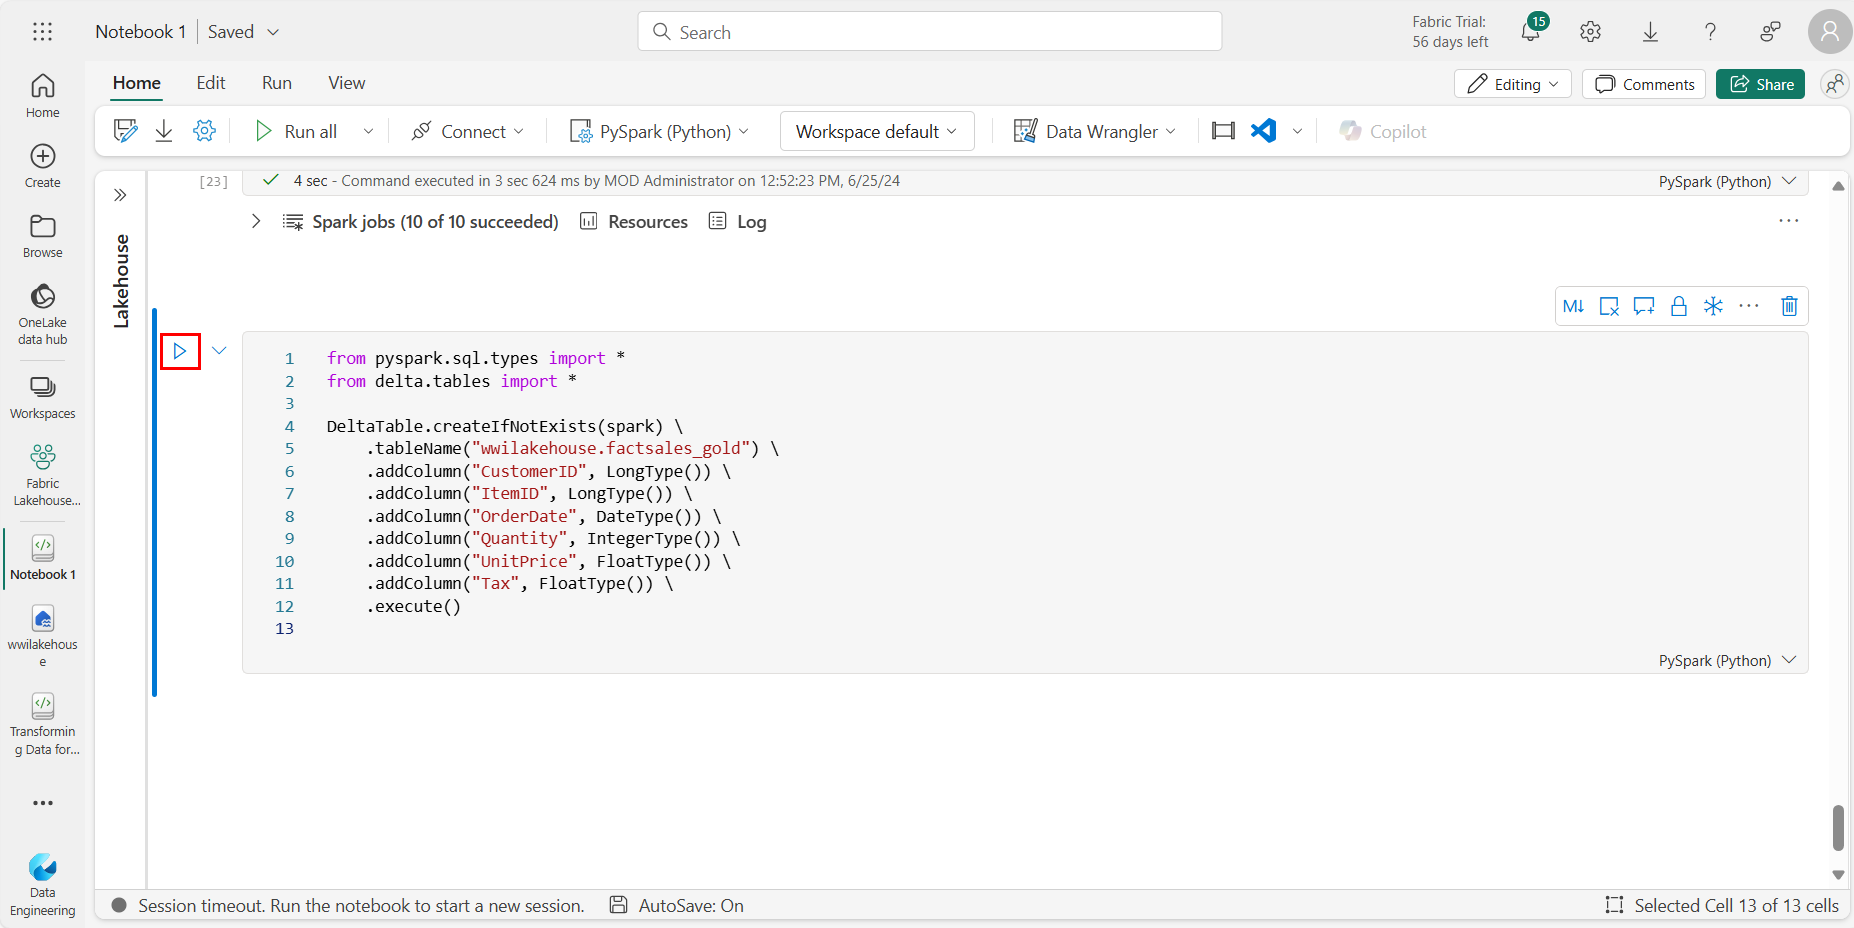 Notebook 1 Saved
Search
Fabric Trial:
56 days left
15
Home Edit Run View
Editing Comments Share
Run all Connect PySpark (Python) Workspace default Data Wrangler Copilot
Home
Create
Browse
OneLake
data hub
Workspaces
Fabric
Lakehouse...
Notebook 1
wwilakehous
e
Transformin
g Data for...
Data
Engineering
Lakehouse
[23] 4 sec - Command executed in 3 sec 624 ms by MOD Administrator on 12:52:23 PM, 6/25/24 PySpark (Python)
Spark jobs (10 of 10 succeeded) Resources Log
M↓
1 from pyspark.sql.types import *
2 from delta.tables import *
3
4 DeltaTable.createIfNotExists(spark) \
5 .tableName("wwilakehouse.factsales_gold") \
6 .addColumn("CustomerID", LongType()) \
7 .addColumn("ItemID", LongType()) \
8 .addColumn("OrderDate", DateType()) \
9 .addColumn("Quantity", IntegerType()) \
10 .addColumn("UnitPrice", FloatType()) \
11 .addColumn("Tax", FloatType()) \
12 .execute()
13
PySpark (Python)
Session timeout. Run the notebook to start a new session. AutoSave: On Selected Cell 13 of 13 cells